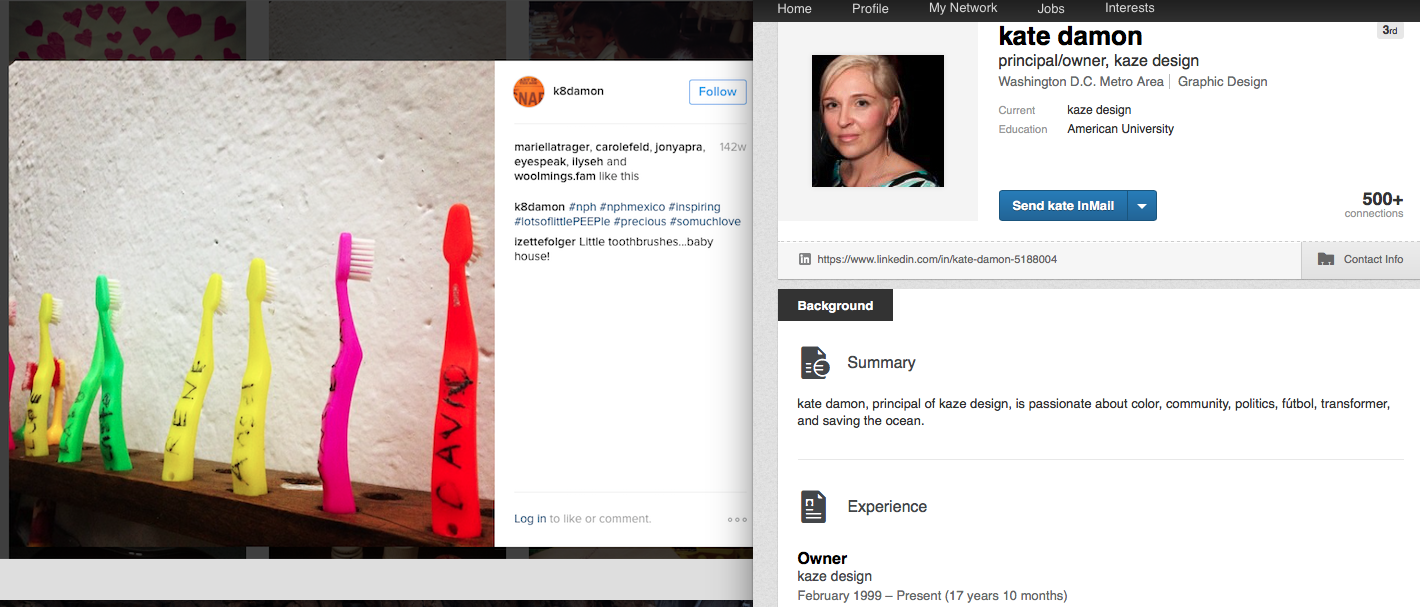 k8damon
Follow
mariellatrager, carolefeld, jonyapra, 142w
eyespeak, ilyseh and
woolmings.fam like this
k8damon #nph #nphmexico #inspiring
#lotsoflittlePEEPle #precious #somuchlove
izettefolger Little toothbrushes...baby
house!
Log in to like or comment.
RENE
Home Profile My Network Jobs Interests
kate damon
3rd
principal/owner, kaze design
Washington D.C. Metro Area | Graphic Design
Current kaze design
Education American University
Send kate InMail
500+
connections
https://www.linkedin.com/in/kate-damon-5188004
Contact Info
Background
Summary
kate damon, principal of kaze design, is passionate about color, community, politics, fútbol, transformer,
and saving the ocean.
Experience
Owner
kaze design
February 1999 – Present (17 years 10 months)